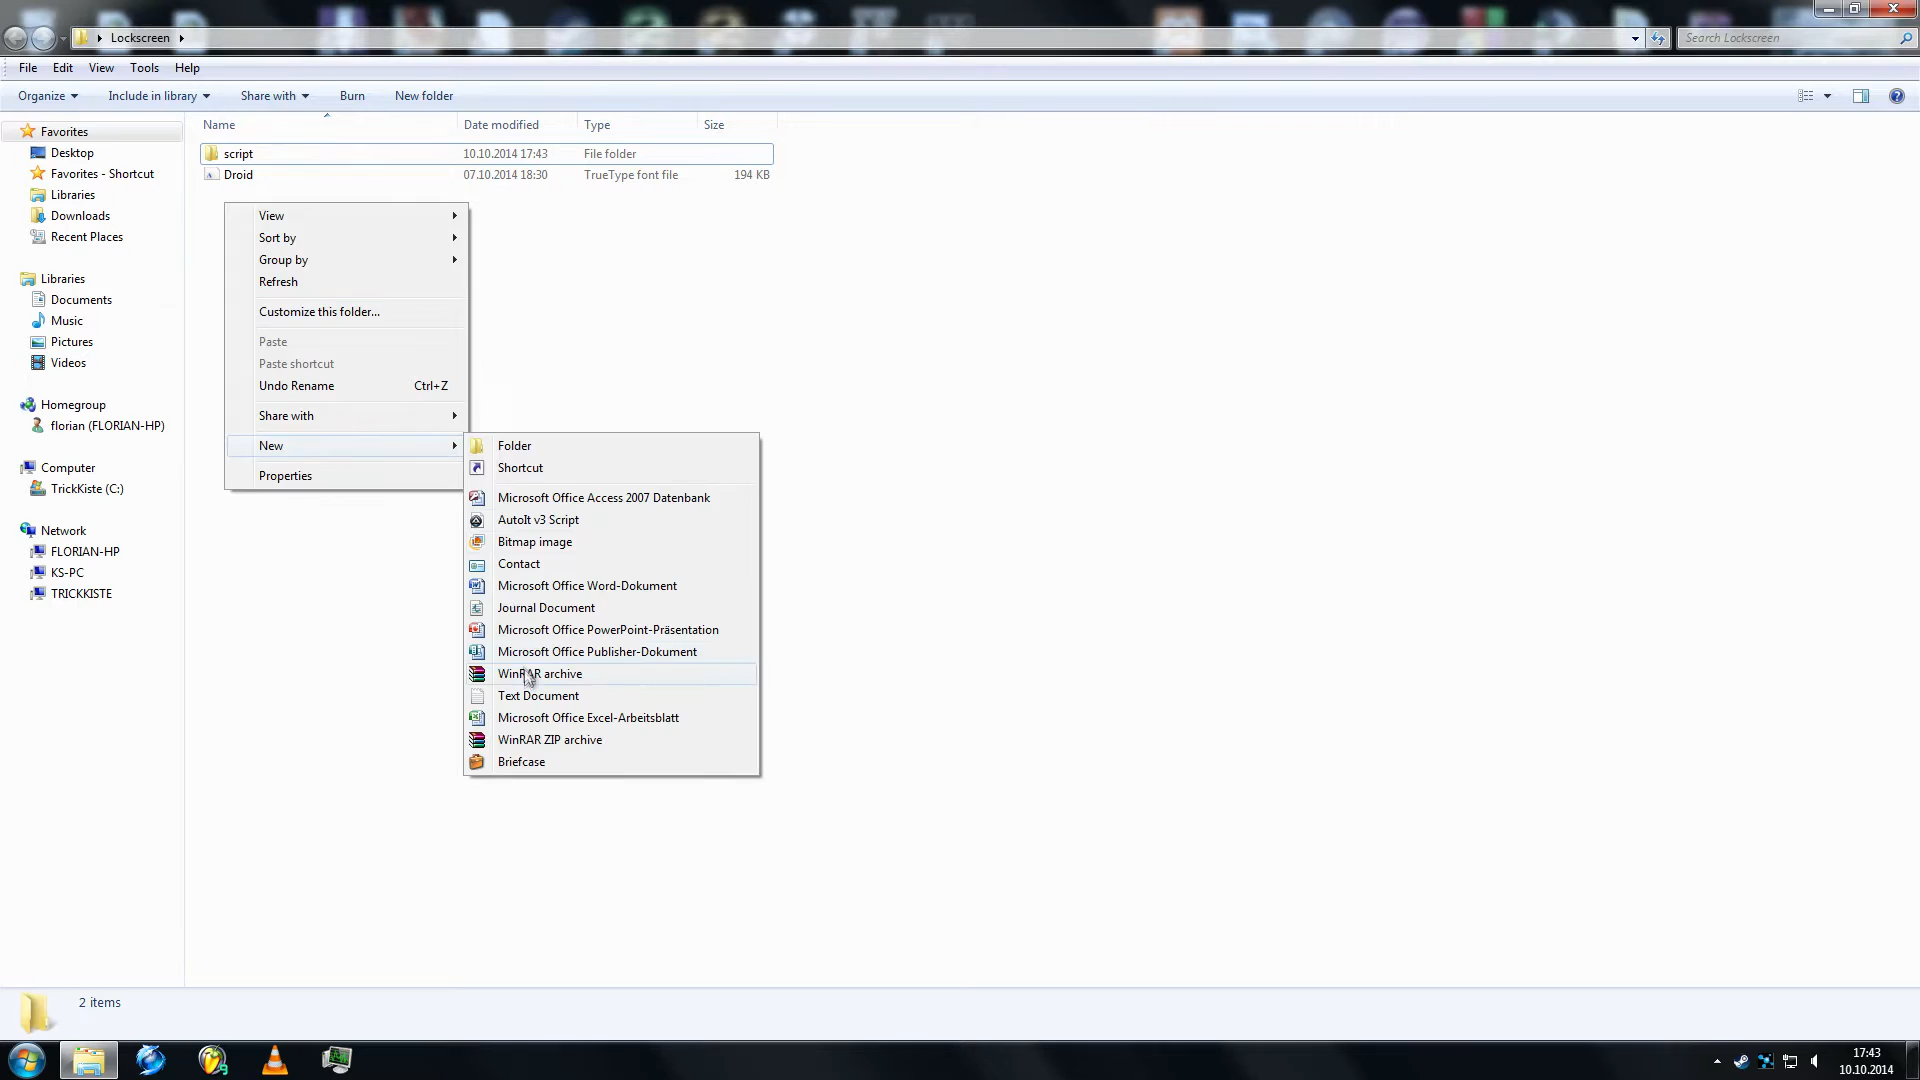 Lockscreen
Search Lockscreen
File Edit View Tools Help
Organize Include in library Share with Burn New folder
Name Date modified Type Size
script 10.10.2014 17:43 File folder
Droid 07.10.2014 18:30 TrueType font file 194 KB
Favorites
Desktop
Favorites - Shortcut
Libraries
Downloads
Recent Places
Libraries
Documents
Music
Pictures
Videos
Homegroup
florian (FLORIAN-HP)
Computer
TrickKiste (C:)
Network
FLORIAN-HP
KS-PC
TRICKKISTE
View
Sort by
Group by
Refresh
Customize this folder...
Paste
Paste shortcut
Undo Rename Ctrl+Z
Share with
New
Properties
Folder
Shortcut
Microsoft Office Access 2007 Datenbank
AutoIt v3 Script
Bitmap image
Contact
Microsoft Office Word-Dokument
Journal Document
Microsoft Office PowerPoint-Präsentation
Microsoft Office Publisher-Dokument
WinRAR archive
Text Document
Microsoft Office Excel-Arbeitsblatt
WinRAR ZIP archive
Briefcase
2 items
17:43
10.10.2014